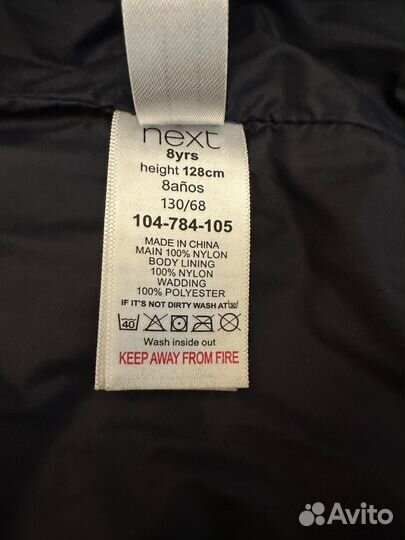 next
8yrs
height 128cm
8años
130/68
104-784-105
MADE IN CHINA
MAIN 100% NYLON
BODY LINING
100% NYLON
WADDING
100% POLYESTER
IF IT'S NOT DIRTY WASH AT 30
40
Wash inside out
KEEP AWAY FROM FIRE
Avito